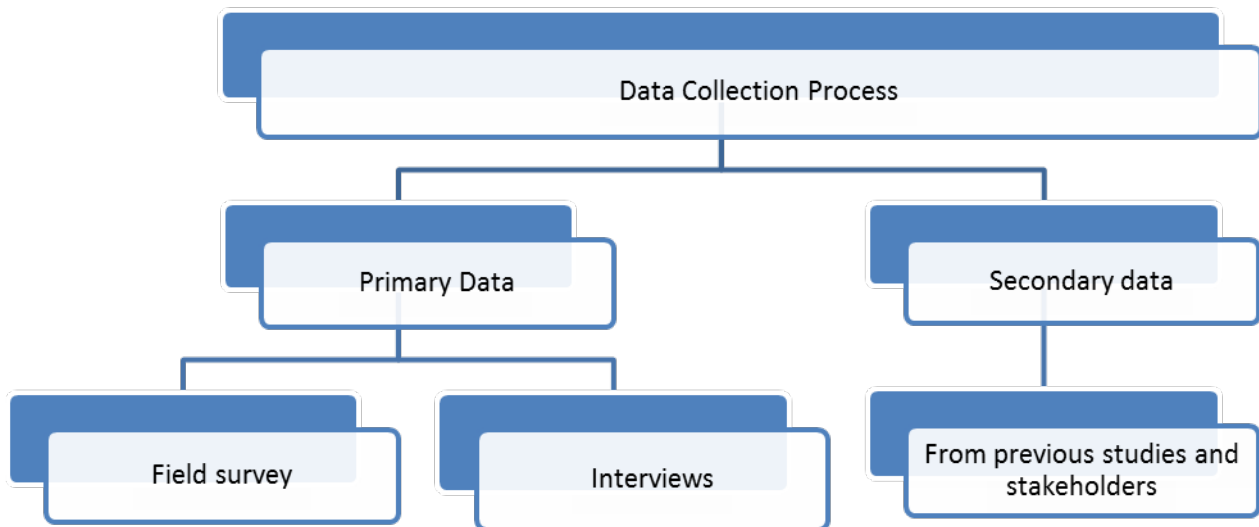 Data Collection Process
Primary Data
Secondary data
Field survey
Interviews
From previous studies and
stakeholders